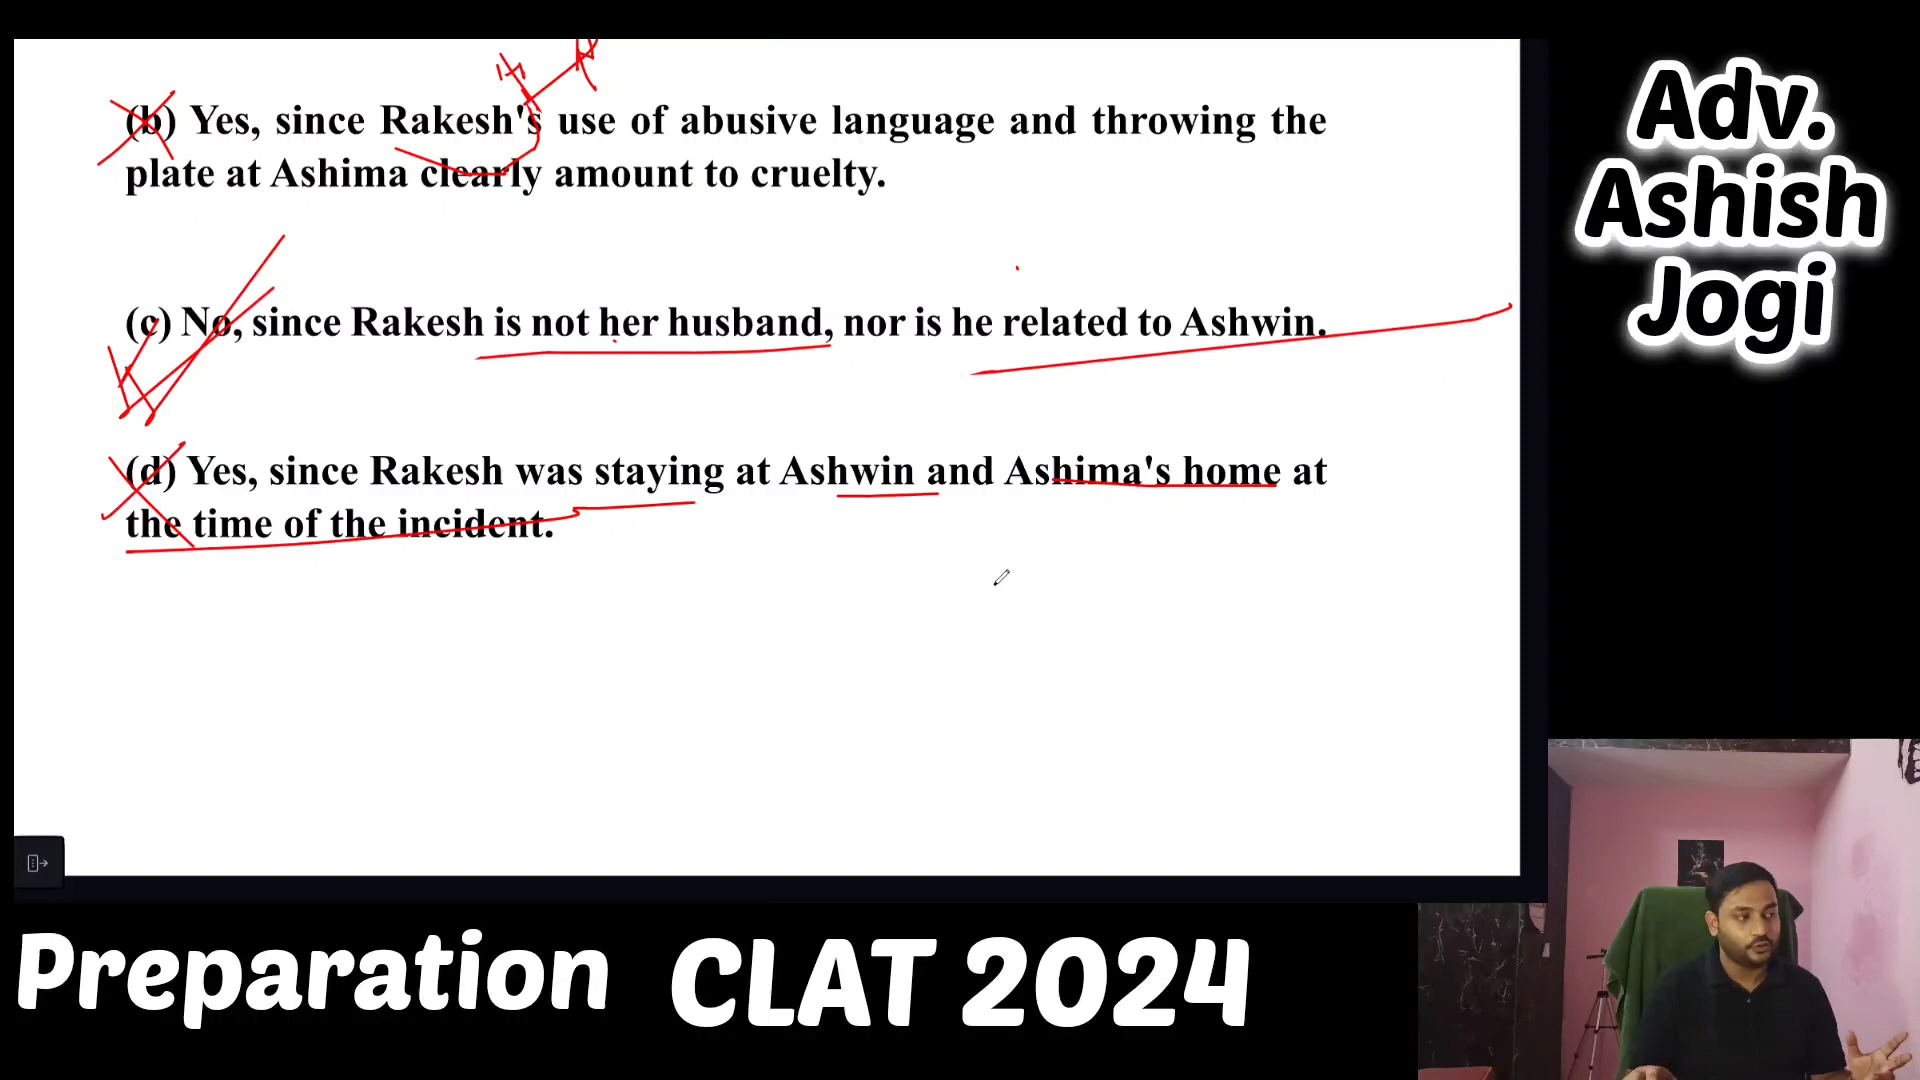 (b) Yes, since Rakesh's use of abusive language and throwing the
plate at Ashima clearly amount to cruelty.
(c) No, since Rakesh is not her husband, nor is he related to Ashwin.
(d) Yes, since Rakesh was staying at Ashwin and Ashima's home at
the time of the incident.
Adv.
Ashish
Jogi
Preparation CLAT 2024